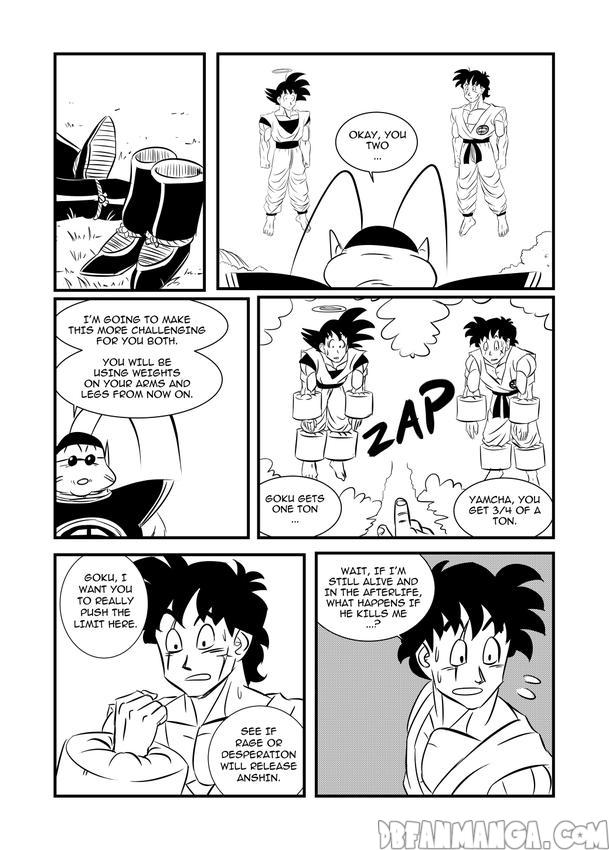 OKAY, YOU
TWO
...
I'M GOING TO MAKE
THIS MORE CHALLENGING
FOR YOU BOTH.
YOU WILL BE
USING WEIGHTS
ON YOUR ARMS AND
LEGS FROM NOW ON.
ZAP
GOKU GETS
ONE TON
...
YAMCHA, YOU
GET 3/4 OF A
TON.
GOKU, I
WANT YOU
TO REALLY
PUSH THE
LIMIT HERE.
SEE IF
RAGE OR
DESPERATION
WILL RELEASE
ANSHIN.
WAIT, IF I'M
STILL ALIVE AND
IN THE AFTERLIFE,
WHAT HAPPENS IF
HE KILLS ME
...?
DBFANMANGA.COM